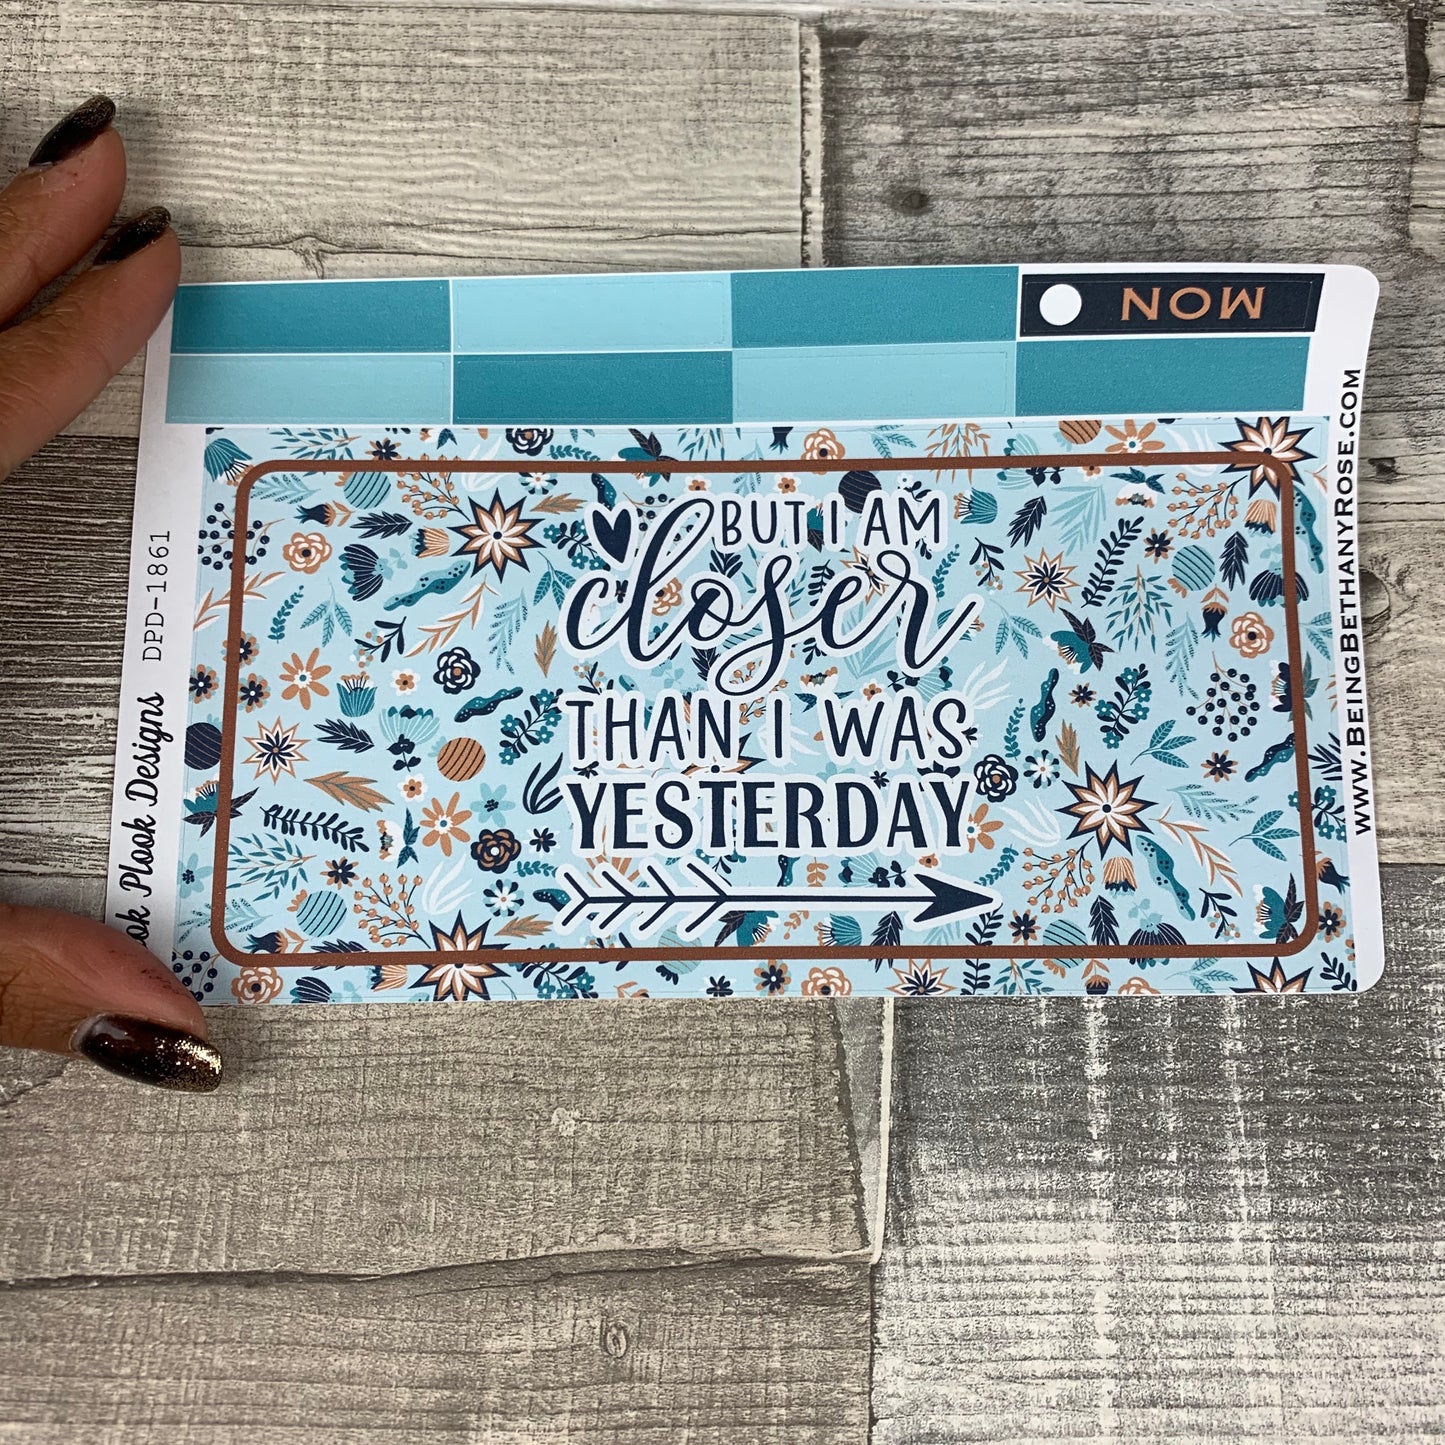 MON
BUT I AM
closer
THAN I WAS
YESTERDAY
Plook Designs DPD-1861
WWW.BEINGBETHANYROSE.COM